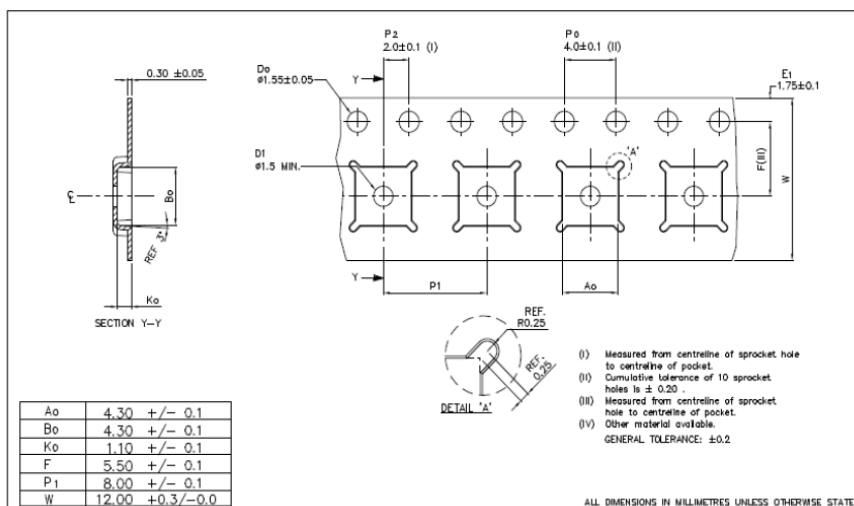 P2
2.0±0.1 (I)
Po
4.0±0.1 (II)
0.30 ±0.05
Do
ø1.55±0.05
Y
E1
1.75±0.1
'A'
D1
ø1.5 MIN.
F(III)
W
Bo
REF 3°
Ko
Y
P1
Ao
SECTION Y-Y
REF.
R0.25
REF.
0.25
DETAIL 'A'
(I) Measured from centreline of sprocket hole
to centreline of pocket.
(II) Cumulative tolerance of 10 sprocket
holes is ± 0.20 .
(III) Measured from centreline of sprocket
hole to centreline of pocket.
(IV) Other material available.
GENERAL TOLERANCE: ±0.2
Ao 4.30 +/- 0.1
Bo 4.30 +/- 0.1
Ko 1.10 +/- 0.1
F 5.50 +/- 0.1
P1 8.00 +/- 0.1
W 12.00 +0.3/-0.0
ALL DIMENSIONS IN MILLIMETRES UNLESS OTHERWISE STATE